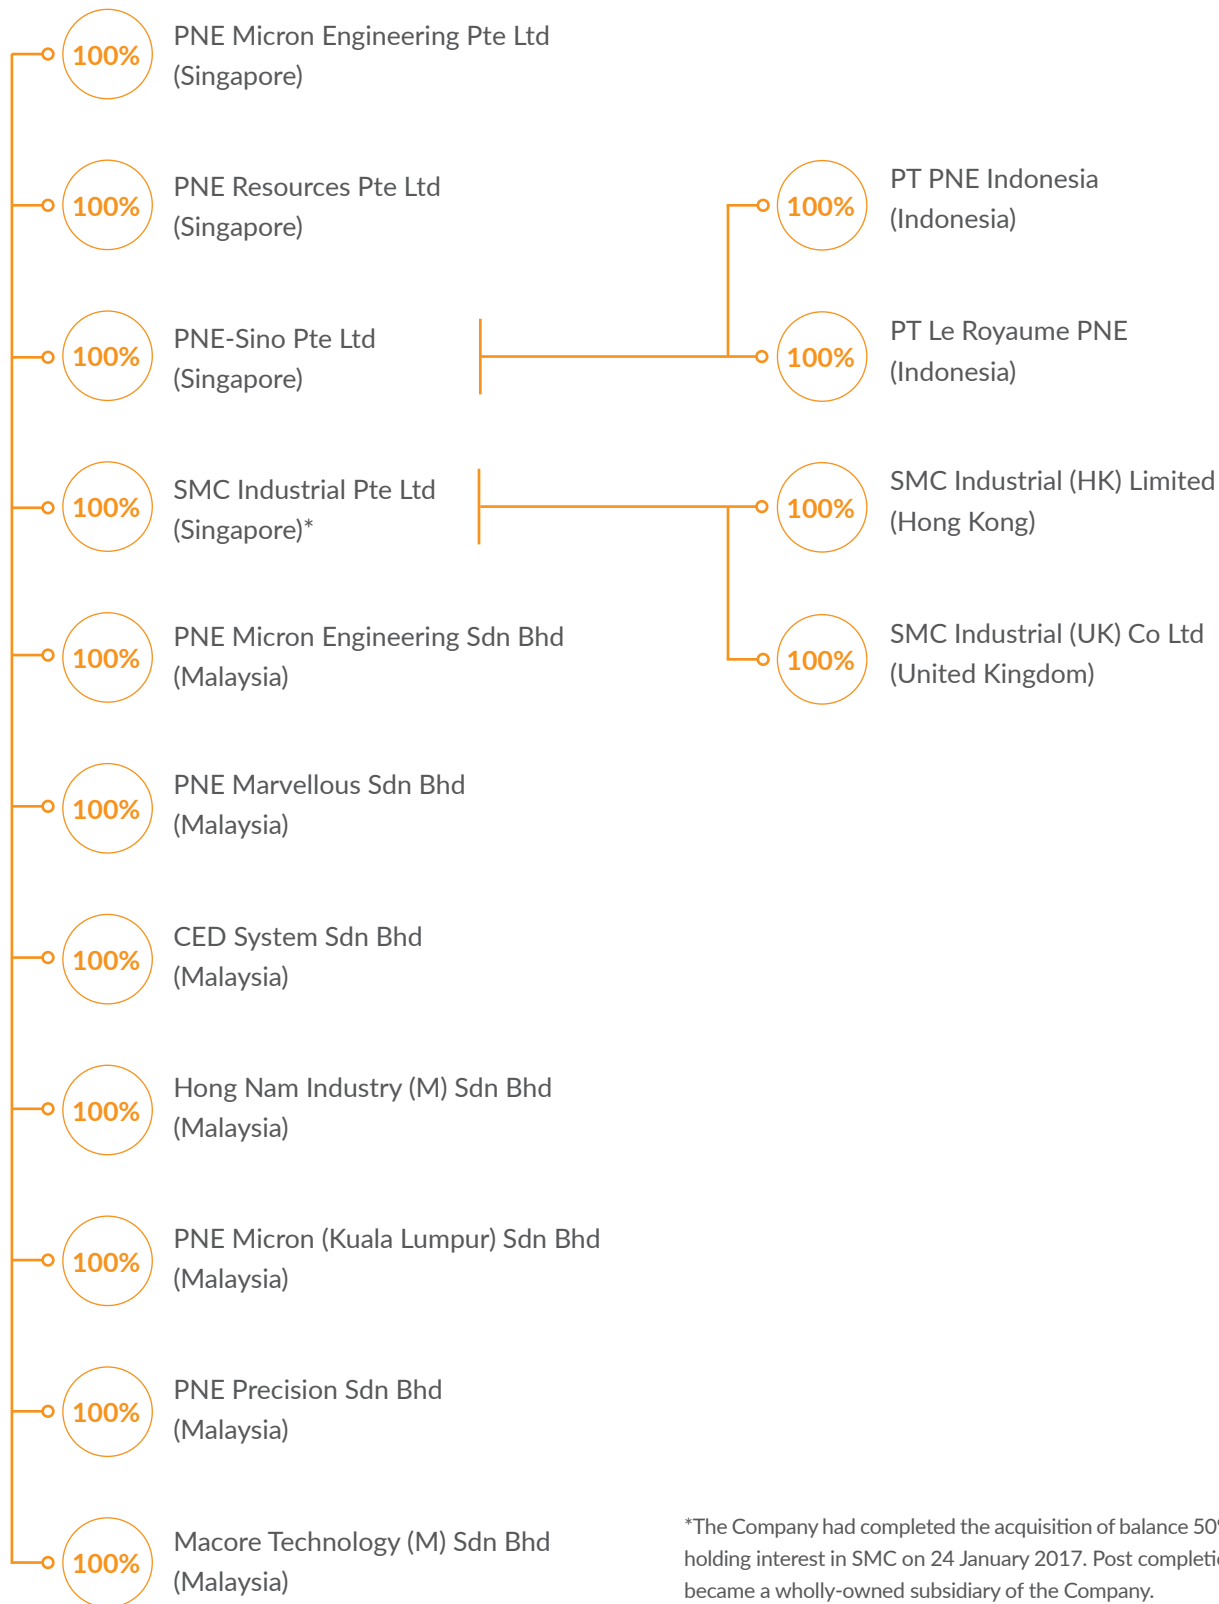 100%
PNE Micron Engineering Pte Ltd
(Singapore)
100%
PNE Resources Pte Ltd
(Singapore)
100%
PNE-Sino Pte Ltd
(Singapore)
100%
SMC Industrial Pte Ltd
(Singapore)*
100%
PNE Micron Engineering Sdn Bhd
(Malaysia)
100%
PNE Marvellous Sdn Bhd
(Malaysia)
100%
CED System Sdn Bhd
(Malaysia)
100%
Hong Nam Industry (M) Sdn Bhd
(Malaysia)
100%
PNE Micron (Kuala Lumpur) Sdn Bhd
(Malaysia)
100%
PNE Precision Sdn Bhd
(Malaysia)
100%
Macore Technology (M) Sdn Bhd
(Malaysia)
100%
PT PNE Indonesia
(Indonesia)
100%
PT Le Royaume PNE
(Indonesia)
100%
SMC Industrial (HK) Limited
(Hong Kong)
100%
SMC Industrial (UK) Co Ltd
(United Kingdom)
*The Company had completed the acquisition of balance 50
holding interest in SMC on 24 January 2017. Post
became a wholly-owned subsidiary of the Company.